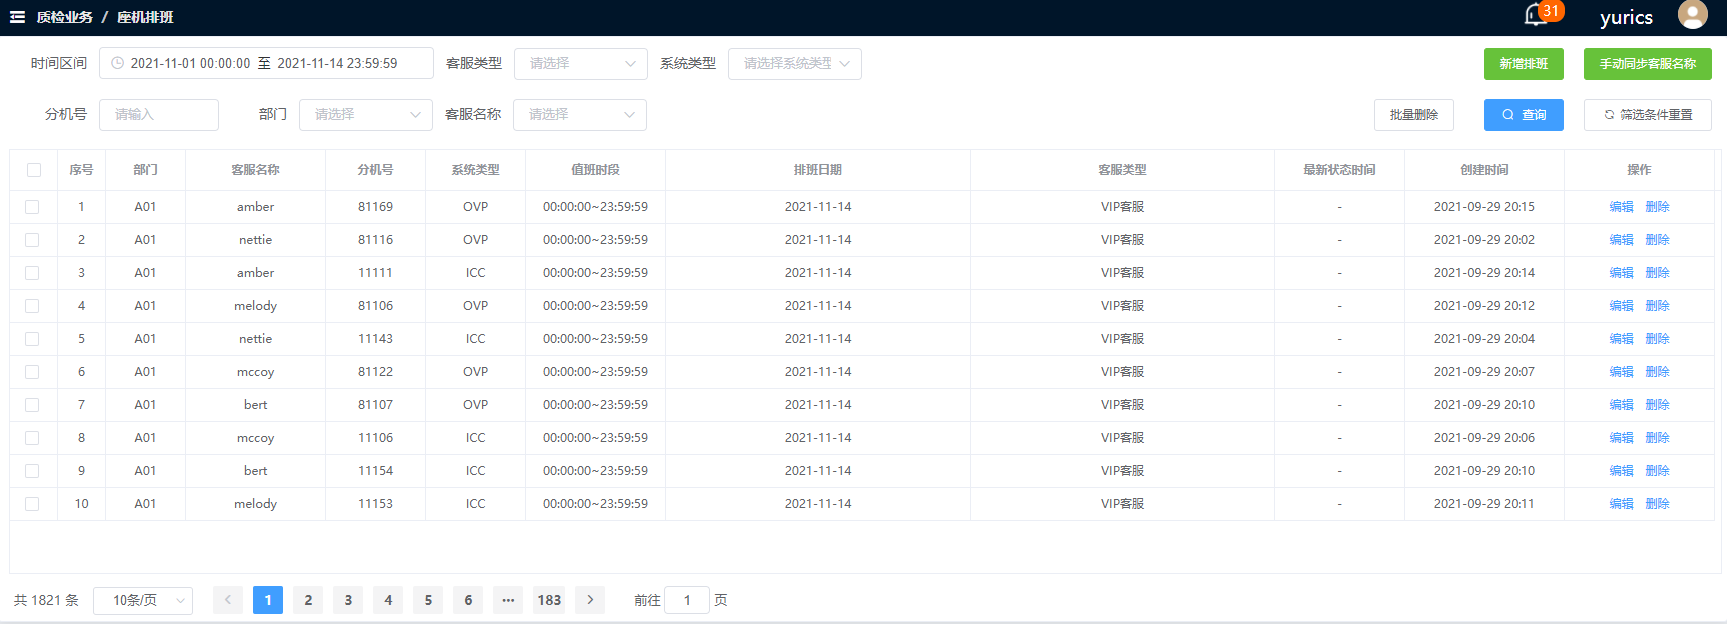 质检业务 / 座机排班 31 yurics
时间区间 2021-11-01 00:00:00 至 2021-11-14 23:59:59 客服类型 请选择 系统类型 请选择系统类型 新增排班 手动同步客服名称
分机号 请输入 部门 请选择 客服名称 请选择 批量删除 查询 筛选条件重置
序号 部门 客服名称 分机号 系统类型 值班时段 排班日期 客服类型 最新状态时间 创建时间 操作
1 A01 amber 81169 OVP 00:00:00~23:59:59 2021-11-14 VIP客服 - 2021-09-29 20:15 编辑 删除
2 A01 nettie 81116 OVP 00:00:00~23:59:59 2021-11-14 VIP客服 - 2021-09-29 20:02 编辑 删除
3 A01 amber 11111 ICC 00:00:00~23:59:59 2021-11-14 VIP客服 - 2021-09-29 20:14 编辑 删除
4 A01 melody 81106 OVP 00:00:00~23:59:59 2021-11-14 VIP客服 - 2021-09-29 20:12 编辑 删除
5 A01 nettie 11143 ICC 00:00:00~23:59:59 2021-11-14 VIP客服 - 2021-09-29 20:04 编辑 删除
6 A01 mccoy 81122 OVP 00:00:00~23:59:59 2021-11-14 VIP客服 - 2021-09-29 20:07 编辑 删除
7 A01 bert 81107 OVP 00:00:00~23:59:59 2021-11-14 VIP客服 - 2021-09-29 20:10 编辑 删除
8 A01 mccoy 11106 ICC 00:00:00~23:59:59 2021-11-14 VIP客服 - 2021-09-29 20:06 编辑 删除
9 A01 bert 11154 ICC 00:00:00~23:59:59 2021-11-14 VIP客服 - 2021-09-29 20:10 编辑 删除
10 A01 melody 11153 ICC 00:00:00~23:59:59 2021-11-14 VIP客服 - 2021-09-29 20:11 编辑 删除
共 1821 条 10条/页 < 1 2 3 4 5 6 ··· 183 > 前往 1 页